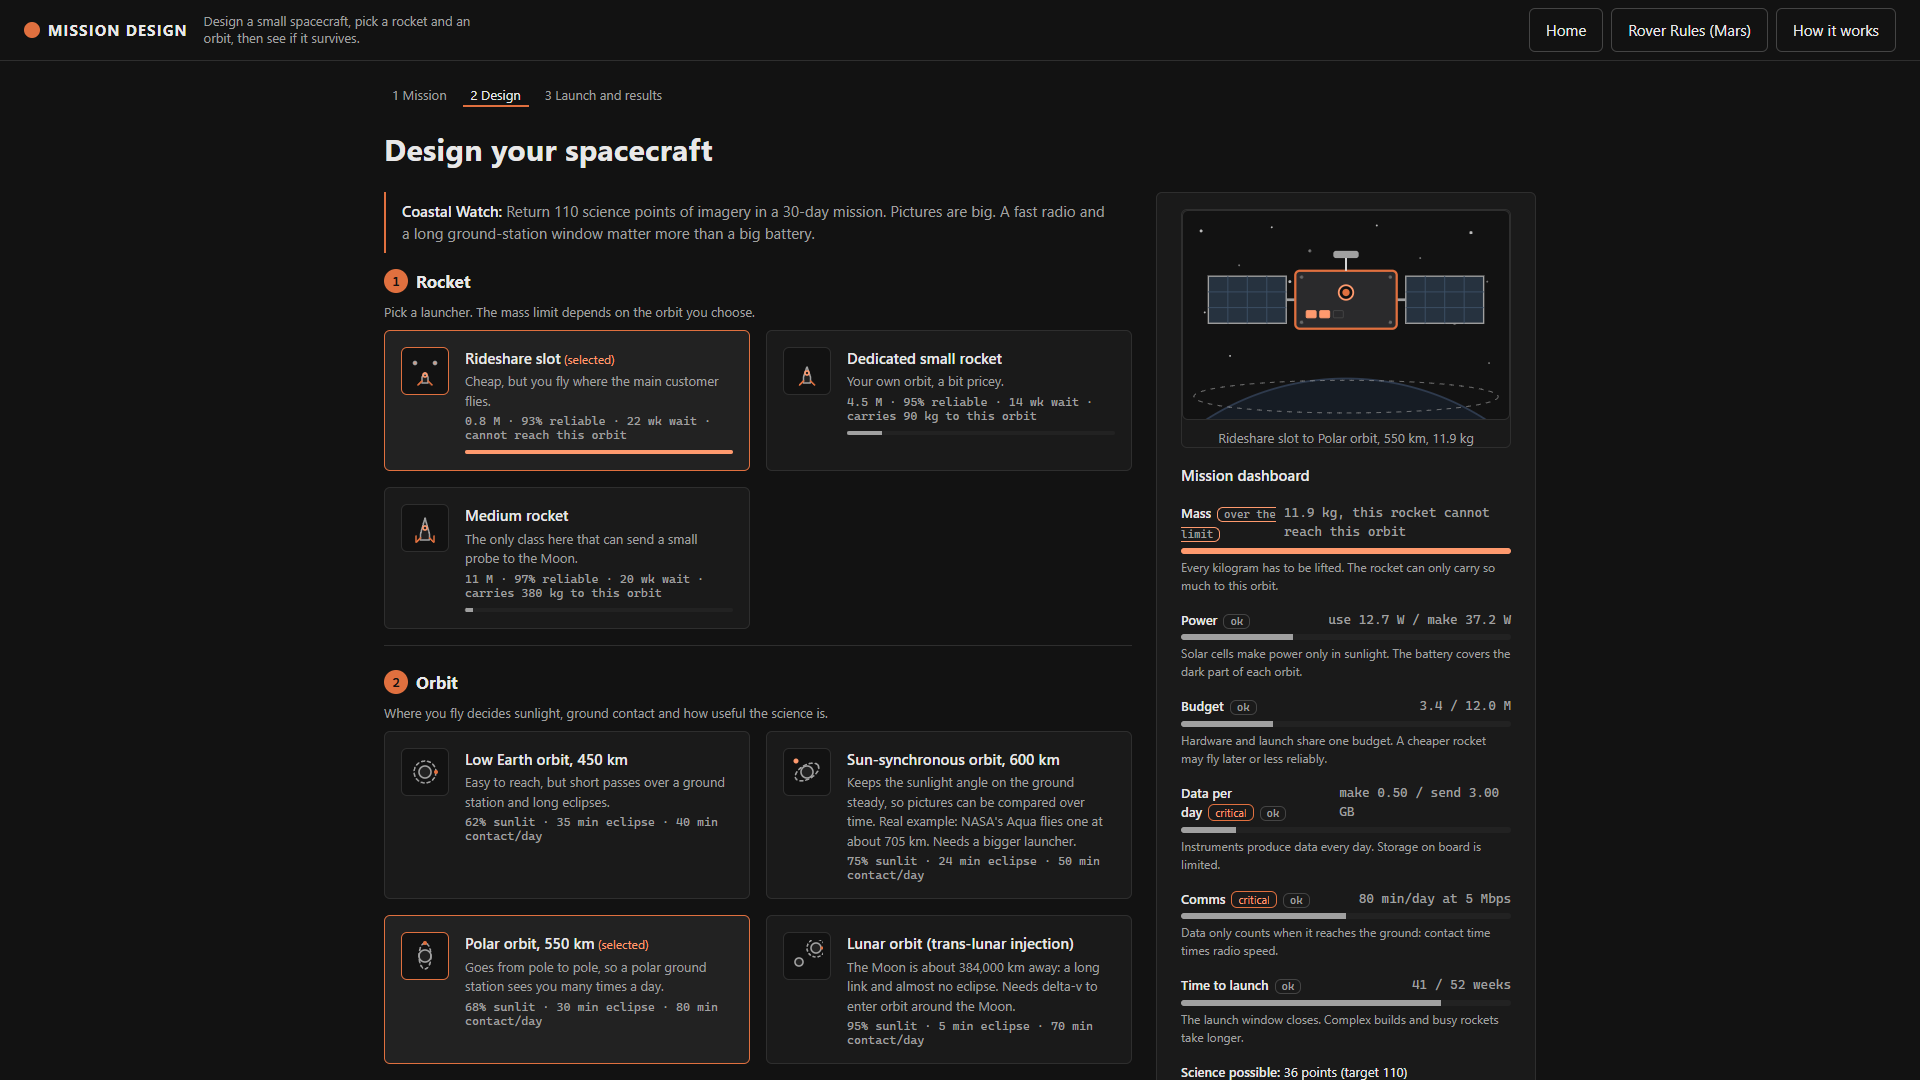 MISSION DESIGN
Design a small spacecraft, pick a rocket and an
orbit, then see if it survives.
Home
Rover Rules (Mars)
How it works
1 Mission
2 Design
3 Launch and results
Design your spacecraft
Coastal Watch: Return 110 science points of imagery in a 30-day mission. Pictures are big. A fast radio and
a long ground-station window matter more than a big battery.
1 Rocket
Pick a launcher. The mass limit depends on the orbit you choose.
Rideshare slot (selected)
Cheap, but you fly where the main customer
flies.
0.8 M · 93% reliable · 22 wk wait ·
cannot reach this orbit
Dedicated small rocket
Your own orbit, a bit pricey.
4.5 M · 95% reliable · 14 wk wait ·
carries 90 kg to this orbit
Medium rocket
The only class here that can send a small
probe to the Moon.
11 M · 97% reliable · 20 wk wait ·
carries 380 kg to this orbit
2 Orbit
Where you fly decides sunlight, ground contact and how useful the science is.
Low Earth orbit, 450 km
Easy to reach, but short passes over a ground
station and long eclipses.
62% sunlit · 35 min eclipse · 40 min
contact/day
Sun-synchronous orbit, 600 km
Keeps the sunlight angle on the ground
steady, so pictures can be compared over
time. Real example: NASA's Aqua flies one at
about 705 km. Needs a bigger launcher.
75% sunlit · 24 min eclipse · 50 min
contact/day
Polar orbit, 550 km (selected)
Goes from pole to pole, so a polar ground
station sees you many times a day.
68% sunlit · 30 min eclipse · 80 min
contact/day
Lunar orbit (trans-lunar injection)
The Moon is about 384,000 km away: a long
link and almost no eclipse. Needs delta-v to
enter orbit around the Moon.
95% sunlit · 5 min eclipse · 70 min
contact/day
Rideshare slot to Polar orbit, 550 km, 11.9 kg
Mission dashboard
Mass over the limit 11.9 kg, this rocket cannot
reach this orbit
Every kilogram has to be lifted. The rocket can only carry so
much to this orbit.
Power ok use 12.7 W / make 37.2 W
Solar cells make power only in sunlight. The battery covers the
dark part of each orbit.
Budget ok 3.4 / 12.0 M
Hardware and launch share one budget. A cheaper rocket
may fly later or less reliably.
Data per day critical ok make 0.50 / send 3.00
GB
Instruments produce data every day. Storage on board is
limited.
Comms critical ok 80 min/day at 5 Mbps
Data only counts when it reaches the ground: contact time
times radio speed.
Time to launch ok 41 / 52 weeks
The launch window closes. Complex builds and busy rockets
take longer.
Science possible: 36 points (target 110)